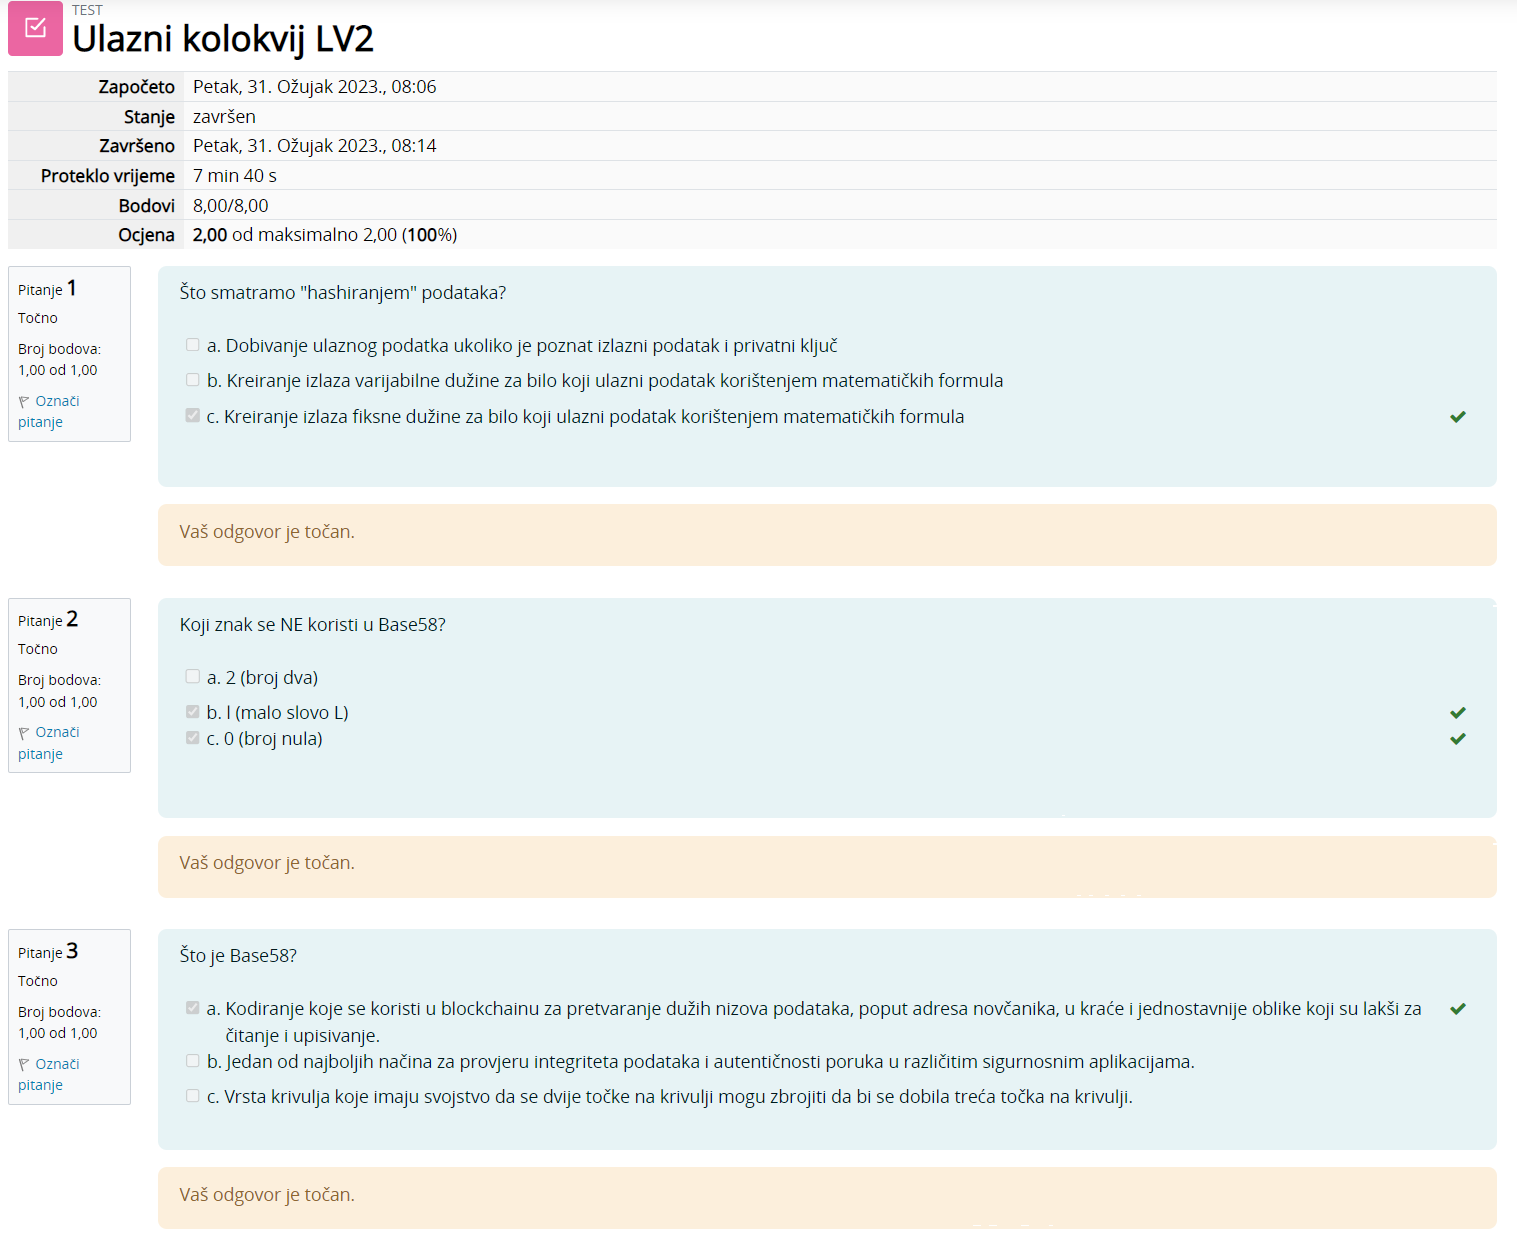 TEST
Ulazni kolokvij LV2
Započeto Petak, 31. Ožujak 2023., 08:06
Stanje završen
Završeno Petak, 31. Ožujak 2023., 08:14
Proteklo vrijeme 7 min 40 s
Bodovi 8,00/8,00
Ocjena 2,00 od maksimalno 2,00 (100%)
Pitanje 1
Točno
Broj bodova:
1,00 od 1,00
Označi
pitanje
Što smatramo "hashiranjem" podataka?
a. Dobivanje ulaznog podatka ukoliko je poznat izlazni podatak i privatni ključ
b. Kreiranje izlaza varijabilne dužine za bilo koji ulazni podatak korištenjem matematičkih formula
c. Kreiranje izlaza fiksne dužine za bilo koji ulazni podatak korištenjem matematičkih formula
Vaš odgovor je točan.
Pitanje 2
Točno
Broj bodova:
1,00 od 1,00
Označi
pitanje
Koji znak se NE koristi u Base58?
a. 2 (broj dva)
b. l (malo slovo L)
c. 0 (broj nula)
Vaš odgovor je točan.
Pitanje 3
Točno
Broj bodova:
1,00 od 1,00
Označi
pitanje
Što je Base58?
a. Kodiranje koje se koristi u blockchainu za pretvaranje dužih nizova podataka, poput adresa novčanika, u kraće i jednostavnije oblike koji su lakši za
čitanje i upisivanje.
b. Jedan od najboljih načina za provjeru integriteta podataka i autentičnosti poruka u različitim sigurnosnim aplikacijama.
c. Vrsta krivulja koje imaju svojstvo da se dvije točke na krivulji mogu zbrojiti da bi se dobila treća točka na krivulji.
Vaš odgovor je točan.